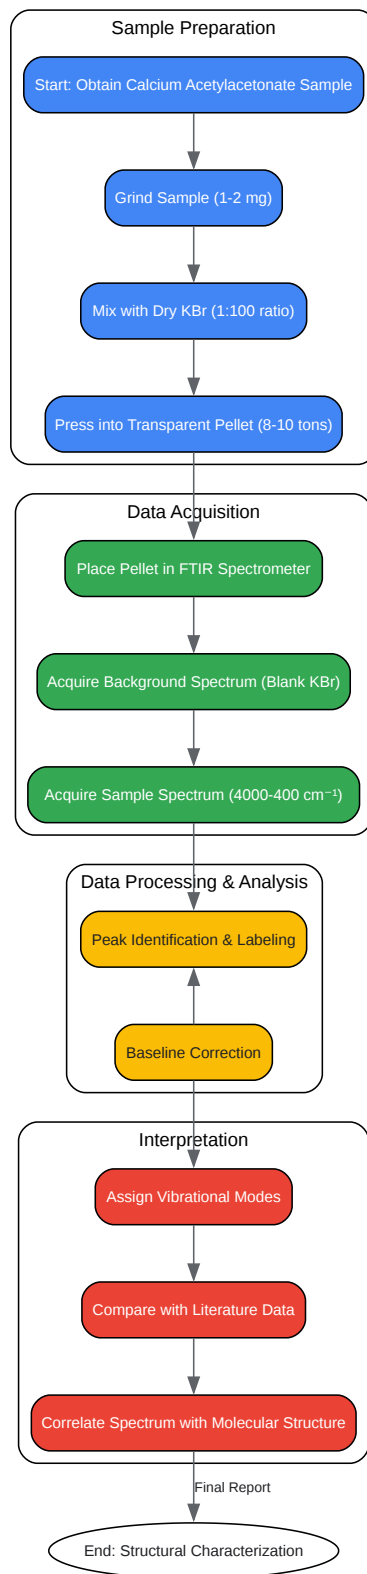 Sample Preparation
Start: Obtain Calcium Acetylacetonate Sample
Grind Sample (1-2 mg)
Mix with Dry KBr (1:100 ratio)
Press into Transparent Pellet (8-10 tons)
Data Acquisition
Place Pellet in FTIR Spectrometer
Acquire Background Spectrum (Blank KBr)
Acquire Sample Spectrum (4000-400 cm⁻¹)
Data Processing & Analysis
Peak Identification & Labeling
Baseline Correction
Interpretation
Assign Vibrational Modes
Compare with Literature Data
Correlate Spectrum with Molecular Structure
Final Report
End: Structural Characterization